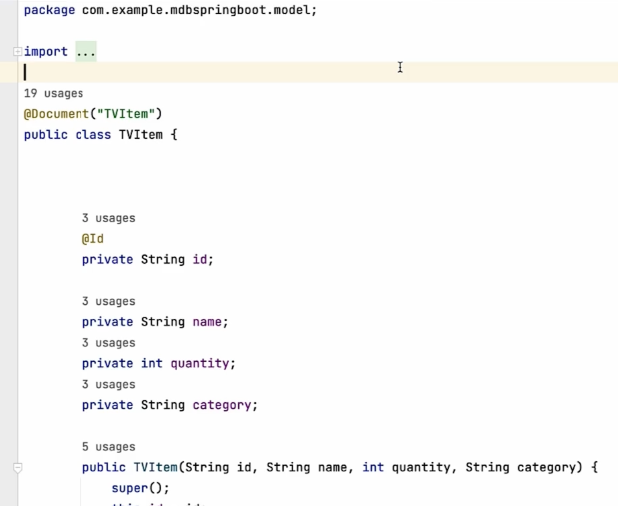 package com.example.mdbspringboot.model;
import ...
19 usages
@Document("TVItem")
public class TVItem {
3 usages
@Id
private String id;
3 usages
private String name;
3 usages
private int quantity;
3 usages
private String category;
5 usages
public TVItem(String id, String name, int quantity, String category) {
super();